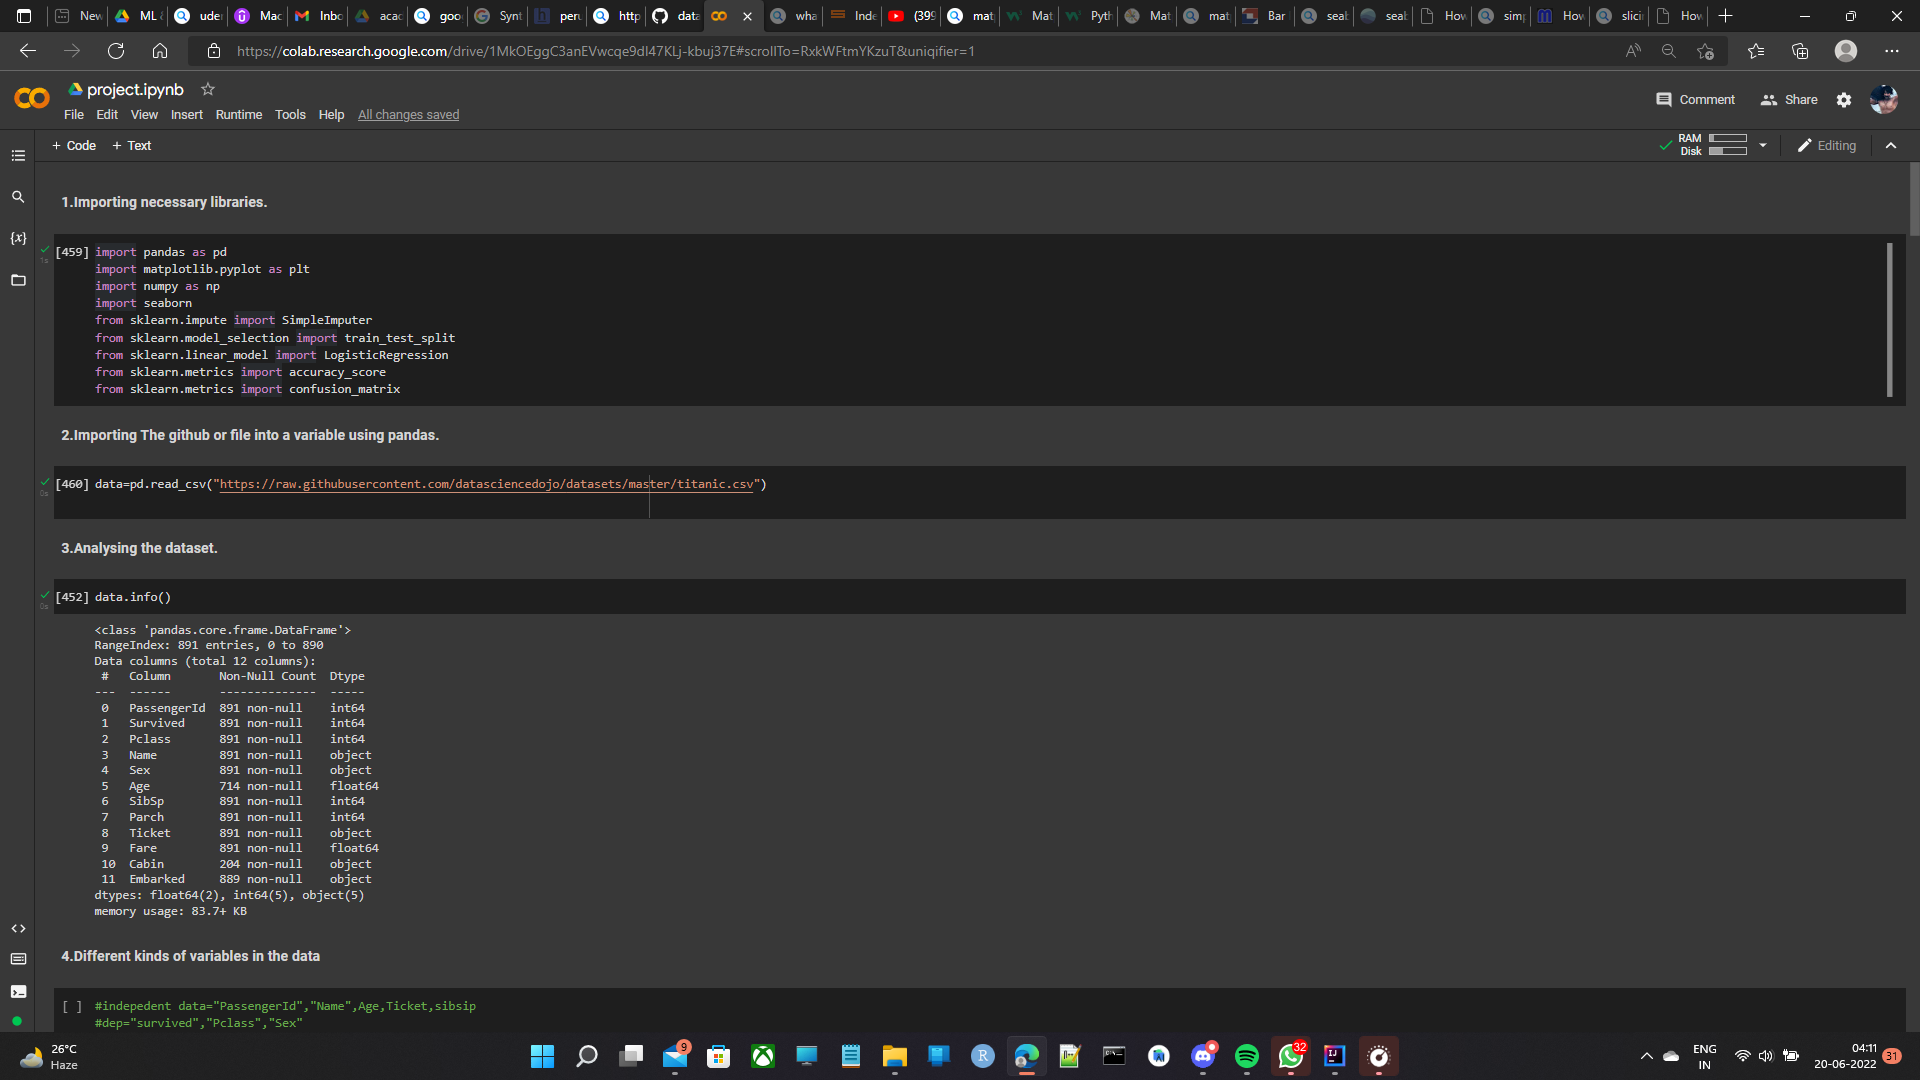 New
ML
uder
Mac
Inbo
acac
goo
Synt
peru
http
data
wha
Inde
(399
mat
Mat
Pyth
Mat
mat
Bar
seab
seab
How
simp
How
slici
How
https://colab.research.google.com/drive/1MkOEggC3anEVwcqe9dI47KLj-kbuj37E#scrollTo=RxkWFtmYKzuT&uniqifier=1
project.ipynb
Comment
Share
File Edit View Insert Runtime Tools Help All changes saved
+ Code + Text
RAM
Disk
Editing
1.Importing necessary libraries.
[459] import pandas as pd
1s
import matplotlib.pyplot as plt
import numpy as np
import seaborn
from sklearn.impute import SimpleImputer
from sklearn.model_selection import train_test_split
from sklearn.linear_model import LogisticRegression
from sklearn.metrics import accuracy_score
from sklearn.metrics import confusion_matrix
2.Importing The github or file into a variable using pandas.
[460] data=pd.read_csv("https://raw.githubusercontent.com/datasciencedojo/datasets/master/titanic.csv")
0s
3.Analysing the dataset.
[452] data.info()
0s
<class 'pandas.core.frame.DataFrame'>
RangeIndex: 891 entries, 0 to 890
Data columns (total 12 columns):
# Column Non-Null Count Dtype
--- ------ -------------- -----
0 PassengerId 891 non-null int64
1 Survived 891 non-null int64
2 Pclass 891 non-null int64
3 Name 891 non-null object
4 Sex 891 non-null object
5 Age 714 non-null float64
6 SibSp 891 non-null int64
7 Parch 891 non-null int64
8 Ticket 891 non-null object
9 Fare 891 non-null float64
10 Cabin 204 non-null object
11 Embarked 889 non-null object
dtypes: float64(2), int64(5), object(5)
memory usage: 83.7+ KB
4.Different kinds of variables in the data
[ ] #indepedent data="PassengerId","Name",Age,Ticket,sibsip
#dep="survived","Pclass","Sex"
26°C
Haze
9
32
ENG
IN
04:11
20-06-2022
31